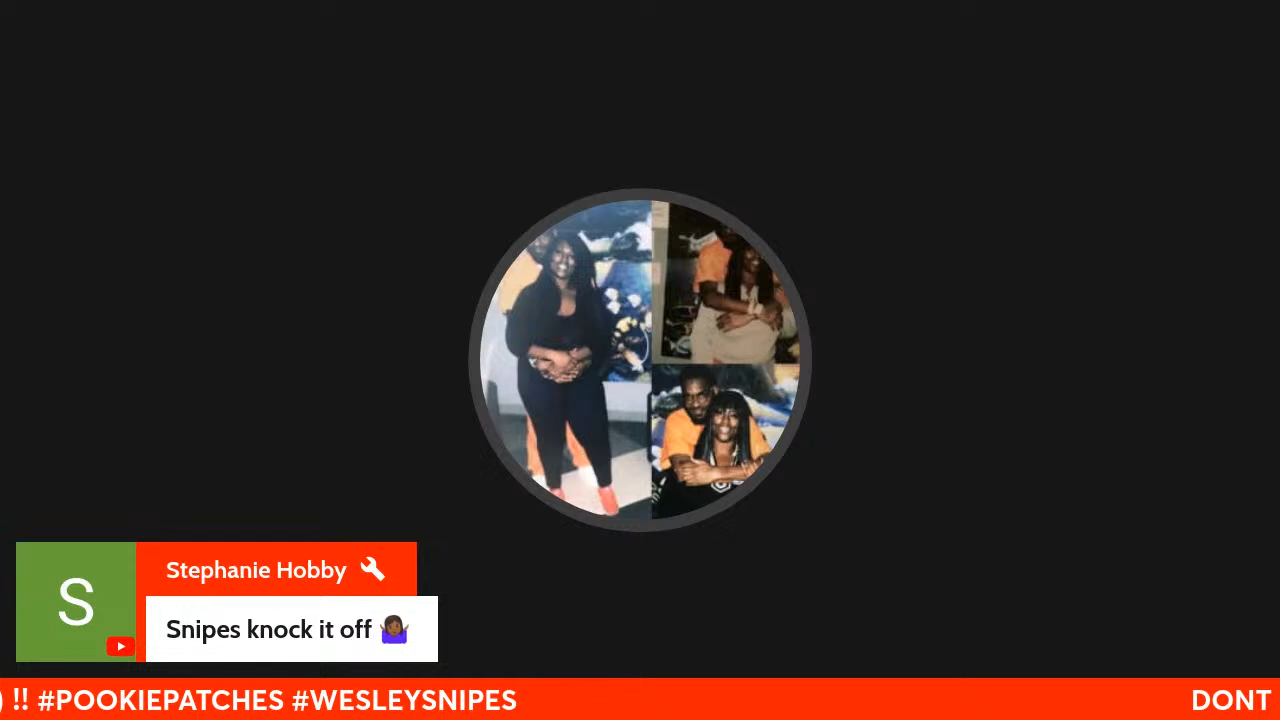 S
Stephanie Hobby
Snipes knock it off 🤷🏾‍♀️
) !! #POOKIEPATCHES #WESLEYSNIPES
DONT